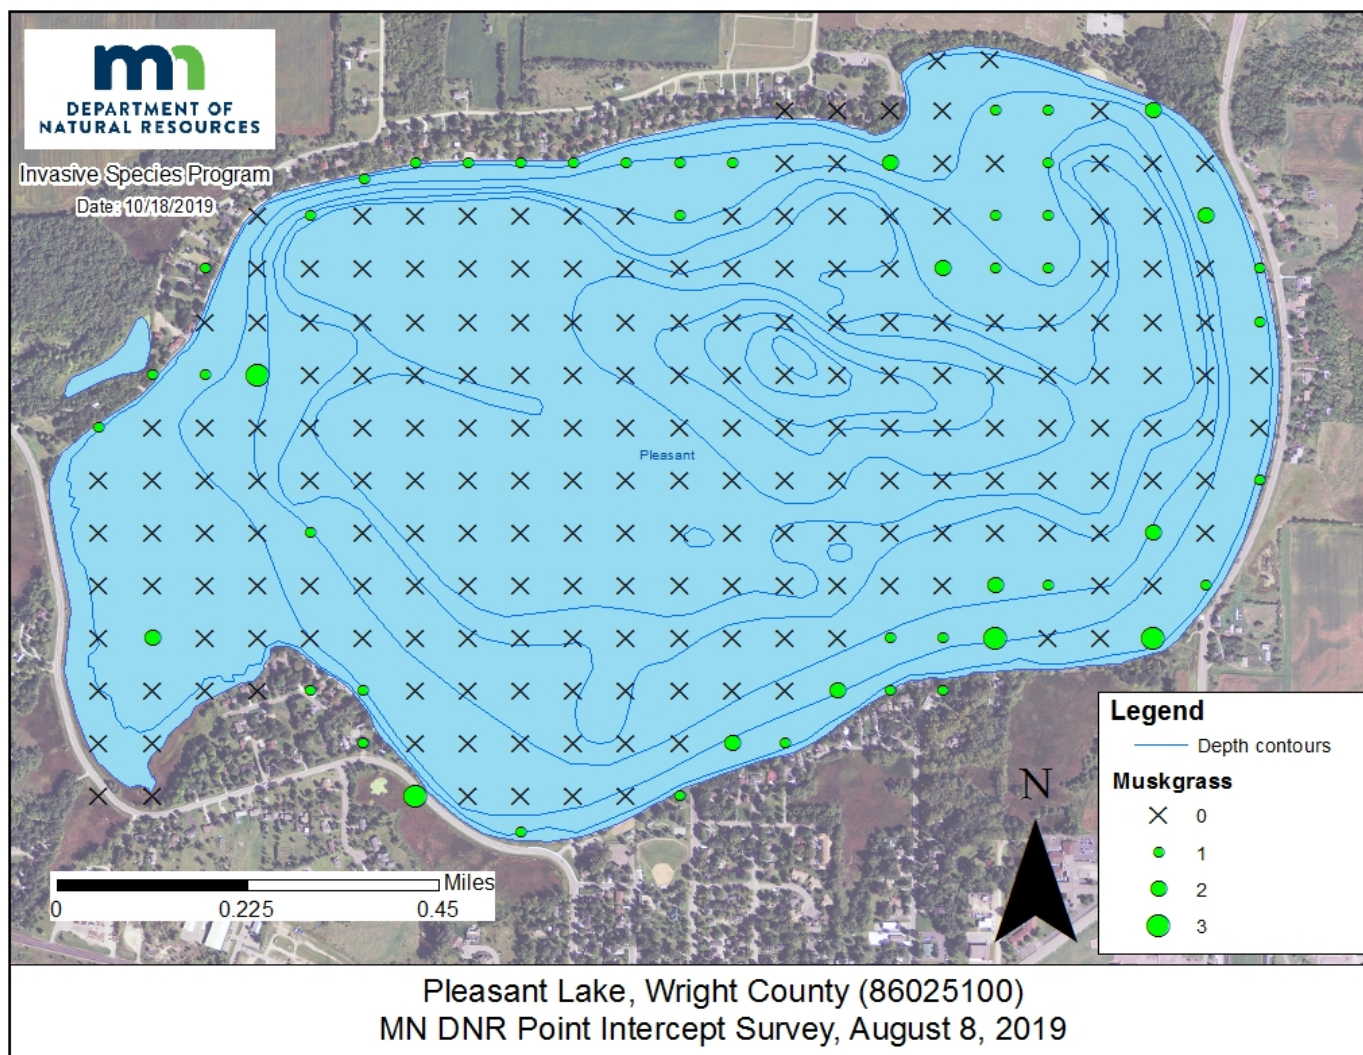 mn
DEPARTMENT OF
NATURAL RESOURCES
Invasive Species Program
Date: 10/18/2019
Pleasant
Legend
Depth contours
Muskgrass
0
1
2
3
N
Miles
0 0.225 0.45
Pleasant Lake, Wright County (86025100)
MN DNR Point Intercept Survey, August 8, 2019